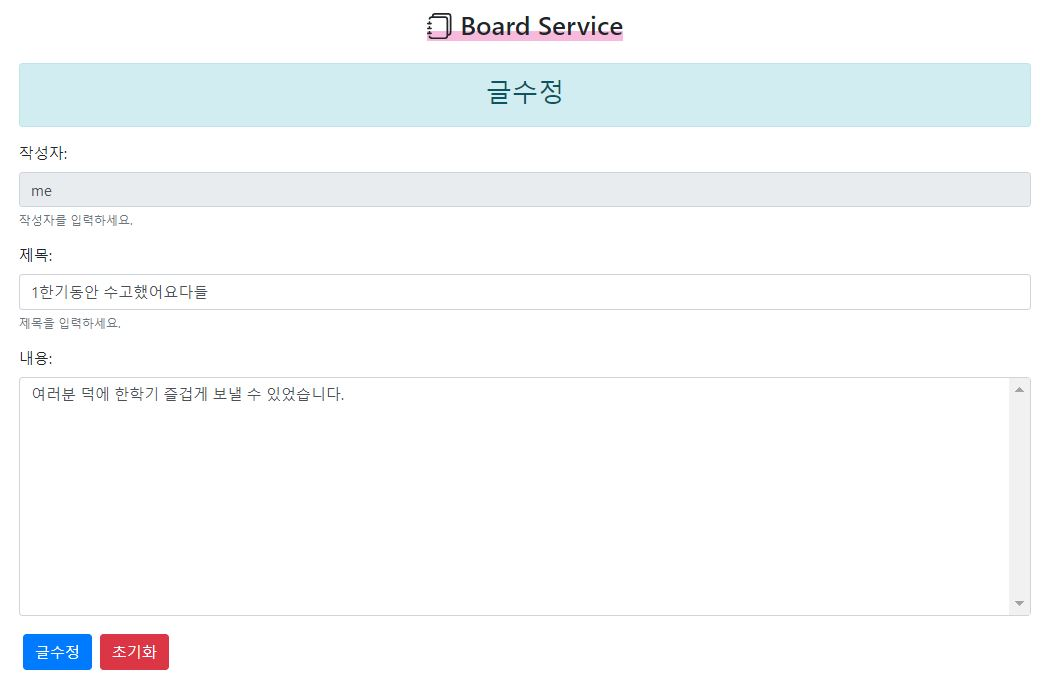 Board Service
글수정
작성자:
me
작성자를 입력하세요.
제목:
1한기동안 수고했어요다들
제목을 입력하세요.
내용:
여러분 덕에 한학기 즐겁게 보낼 수 있었습니다.
글수정 초기화